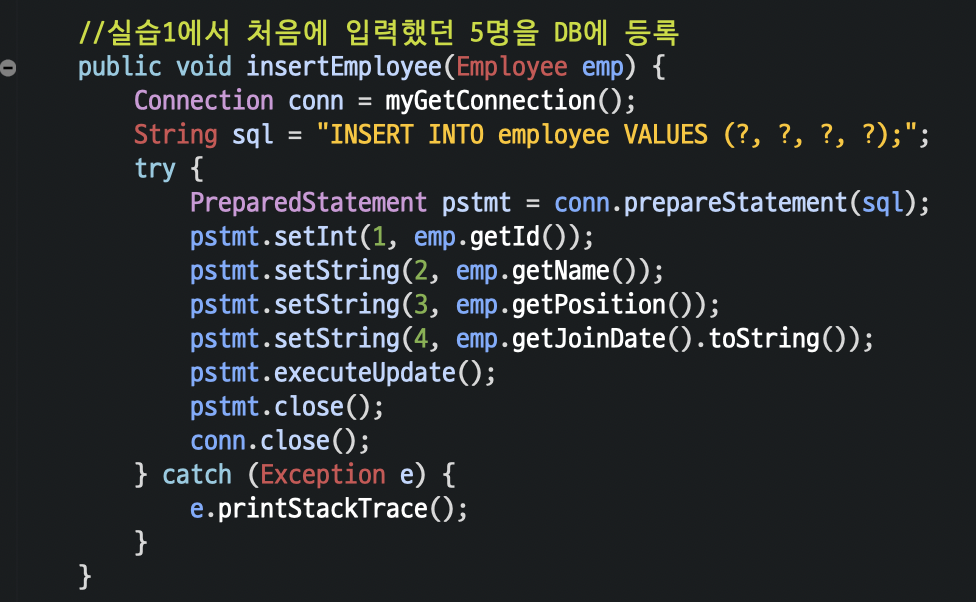 //실습1에서 처음에 입력했던 5명을 DB에 등록
public void insertEmployee(Employee emp) {
Connection conn = myGetConnection();
String sql = "INSERT INTO employee VALUES (?, ?, ?, ?);";
try {
PreparedStatement pstmt = conn.prepareStatement(sql);
pstmt.setInt(1, emp.getId());
pstmt.setString(2, emp.getName());
pstmt.setString(3, emp.getPosition());
pstmt.setString(4, emp.getJoinDate().toString());
pstmt.executeUpdate();
pstmt.close();
conn.close();
} catch (Exception e) {
e.printStackTrace();
}
}